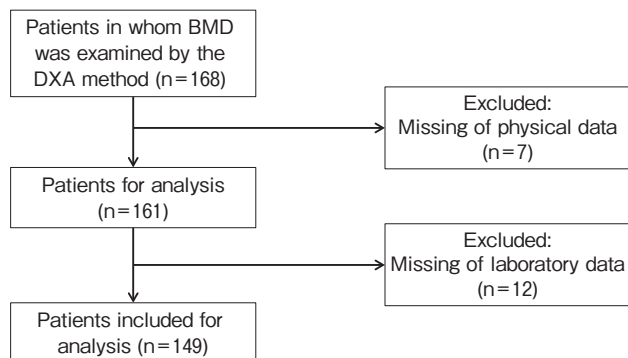 Patients in whom BMD
was examined by the
DXA method (n=168)
Excluded:
Missing of physical data
(n=7)
Patients for analysis
(n=161)
Excluded:
Missing of laboratory data
(n=12)
Patients included for
analysis (n=149)